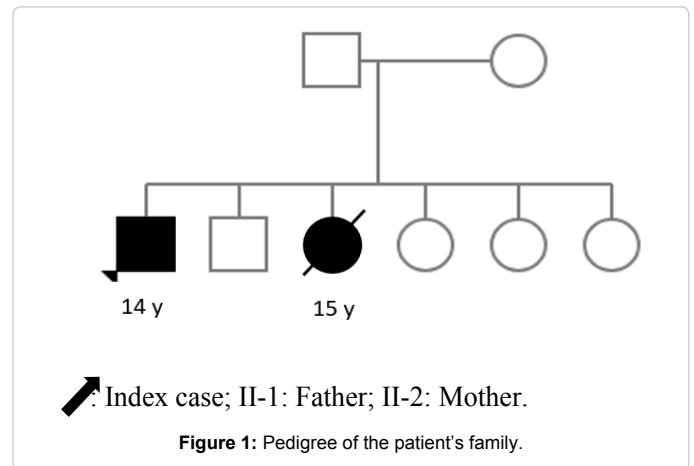 14 y 15 y
: Index case; II-1: Father; II-2: Mother.
Figure 1: Pedigree of the patient's family.